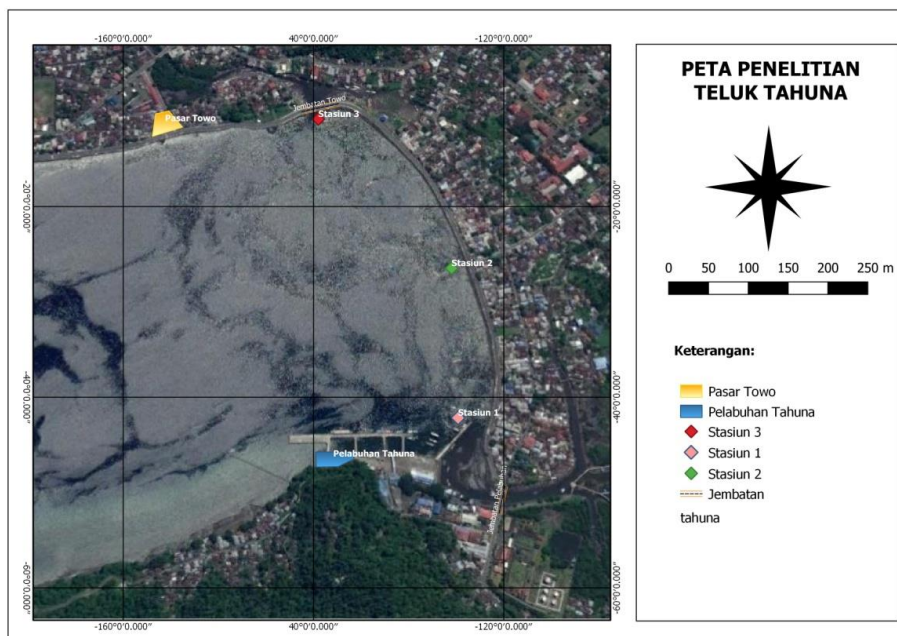 -160°0'0.000"
40°0'0.000"
-120°0'0.000"
Jembatan Towo
Pasar Towo
Stasiun 3
-20°0'0.000"
-20°0'0.000"
Stasiun 2
-40°0'0.000"
-40°0'0.000"
Stasiun 1
Pelabuhan Tahuna
-60°0'0.000"
-60°0'0.000"
-160°0'0.000"
40°0'0.000"
-120°0'0.000"
PETA PENELITIAN
TELUK TAHUNA
0 50 100 150 200 250 m
Keterangan:
Pasar Towo
Pelabuhan Tahuna
Stasiun 3
Stasiun 1
Stasiun 2
Jembatan
tahuna